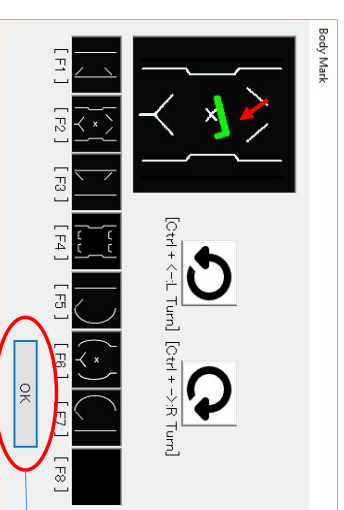 Body Mark
[Ctrl + <-:L Turn]
[Ctrl + ->:R Turn]
[ F1 ]
[ F2 ]
[ F3 ]
[ F4 ]
[ F5 ]
[ F6 ]
[ F7 ]
[ F8 ]
OK